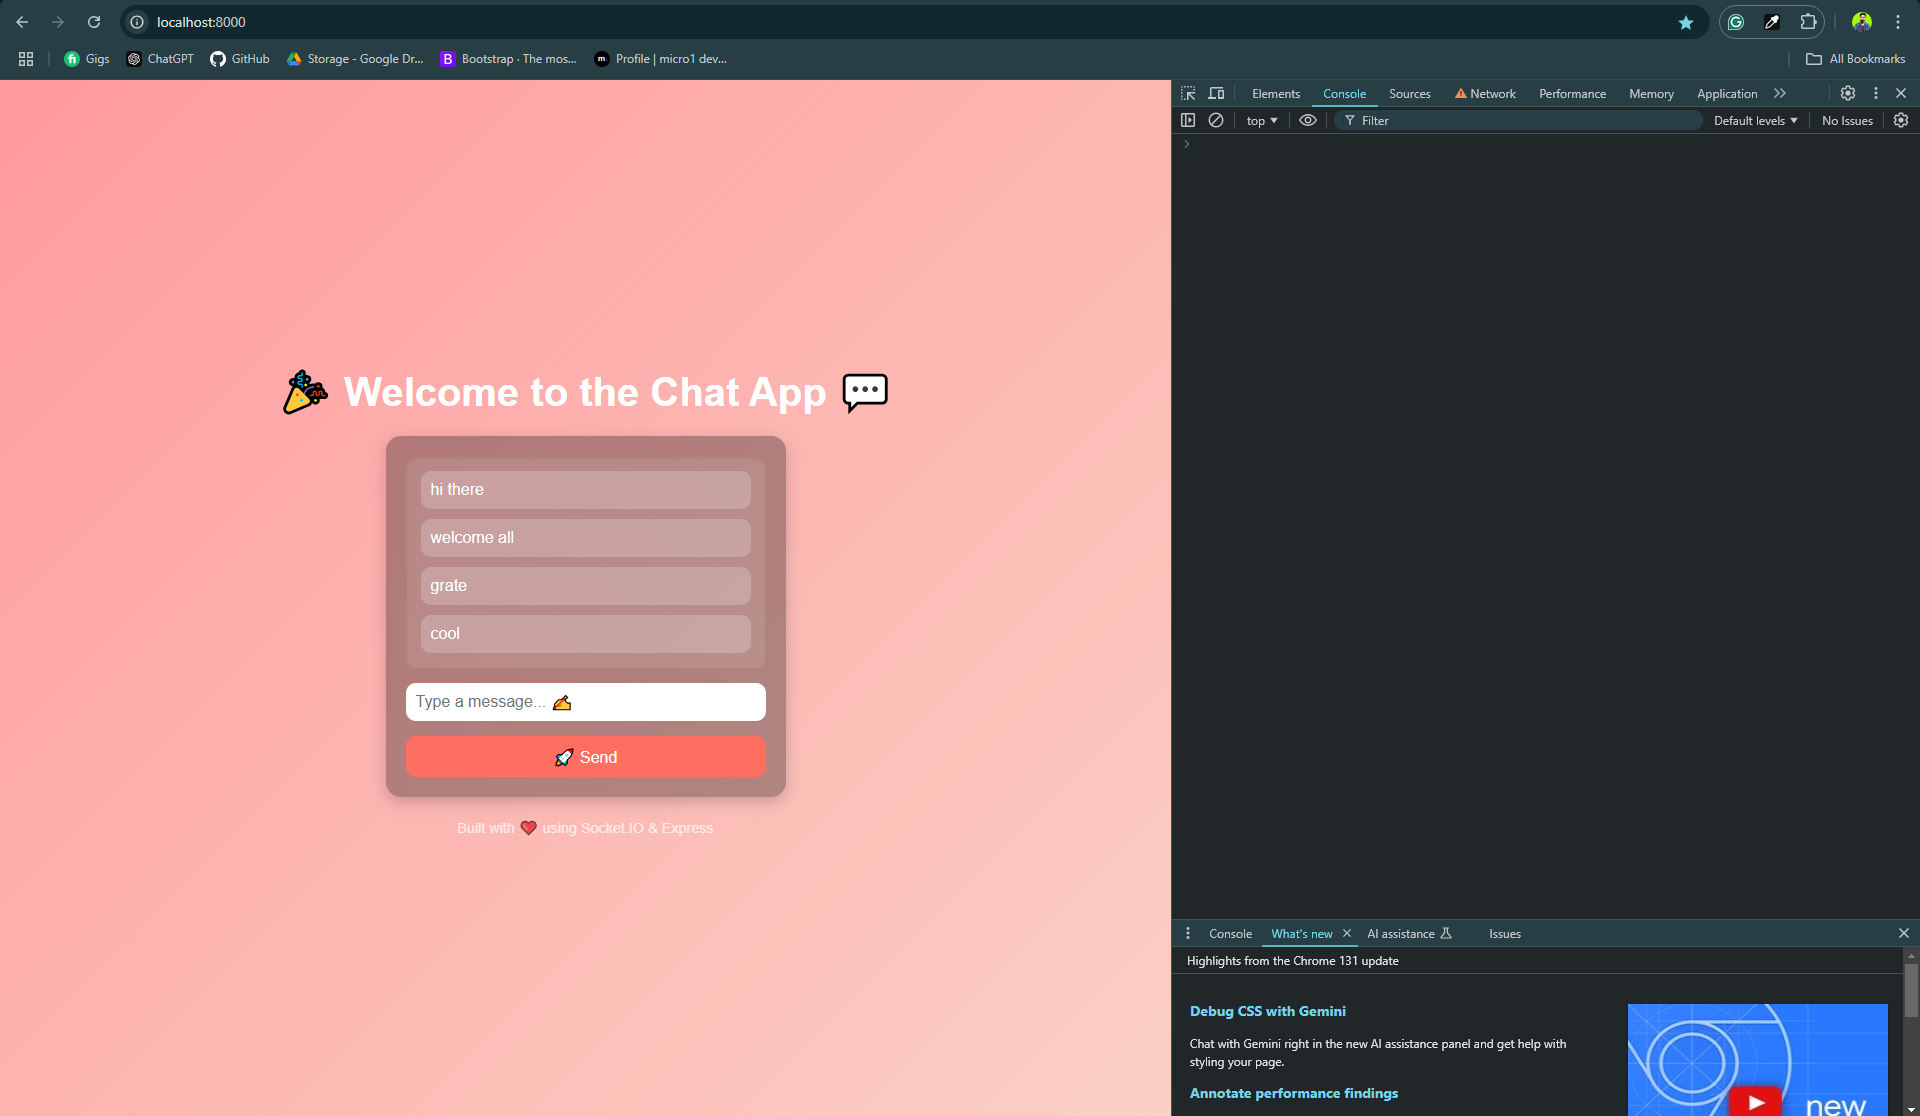 localhost:8000
Gigs
ChatGPT
GitHub
Storage - Google Dr...
B Bootstrap · The mos...
m. Profile | micro1 dev...
All Bookmarks
Elements
Console
Sources
Network
Performance
Memory
Application
top
Filter
Default levels
No Issues
Welcome to the Chat App
hi there
welcome all
grate
cool
Type a message...
Send
Built with ❤️ using Socket.IO & Express
Console
What's new
AI assistance
Issues
Highlights from the Chrome 131 update
Debug CSS with Gemini
Chat with Gemini right in the new AI assistance panel and get help with
styling your page.
Annotate performance findings
new